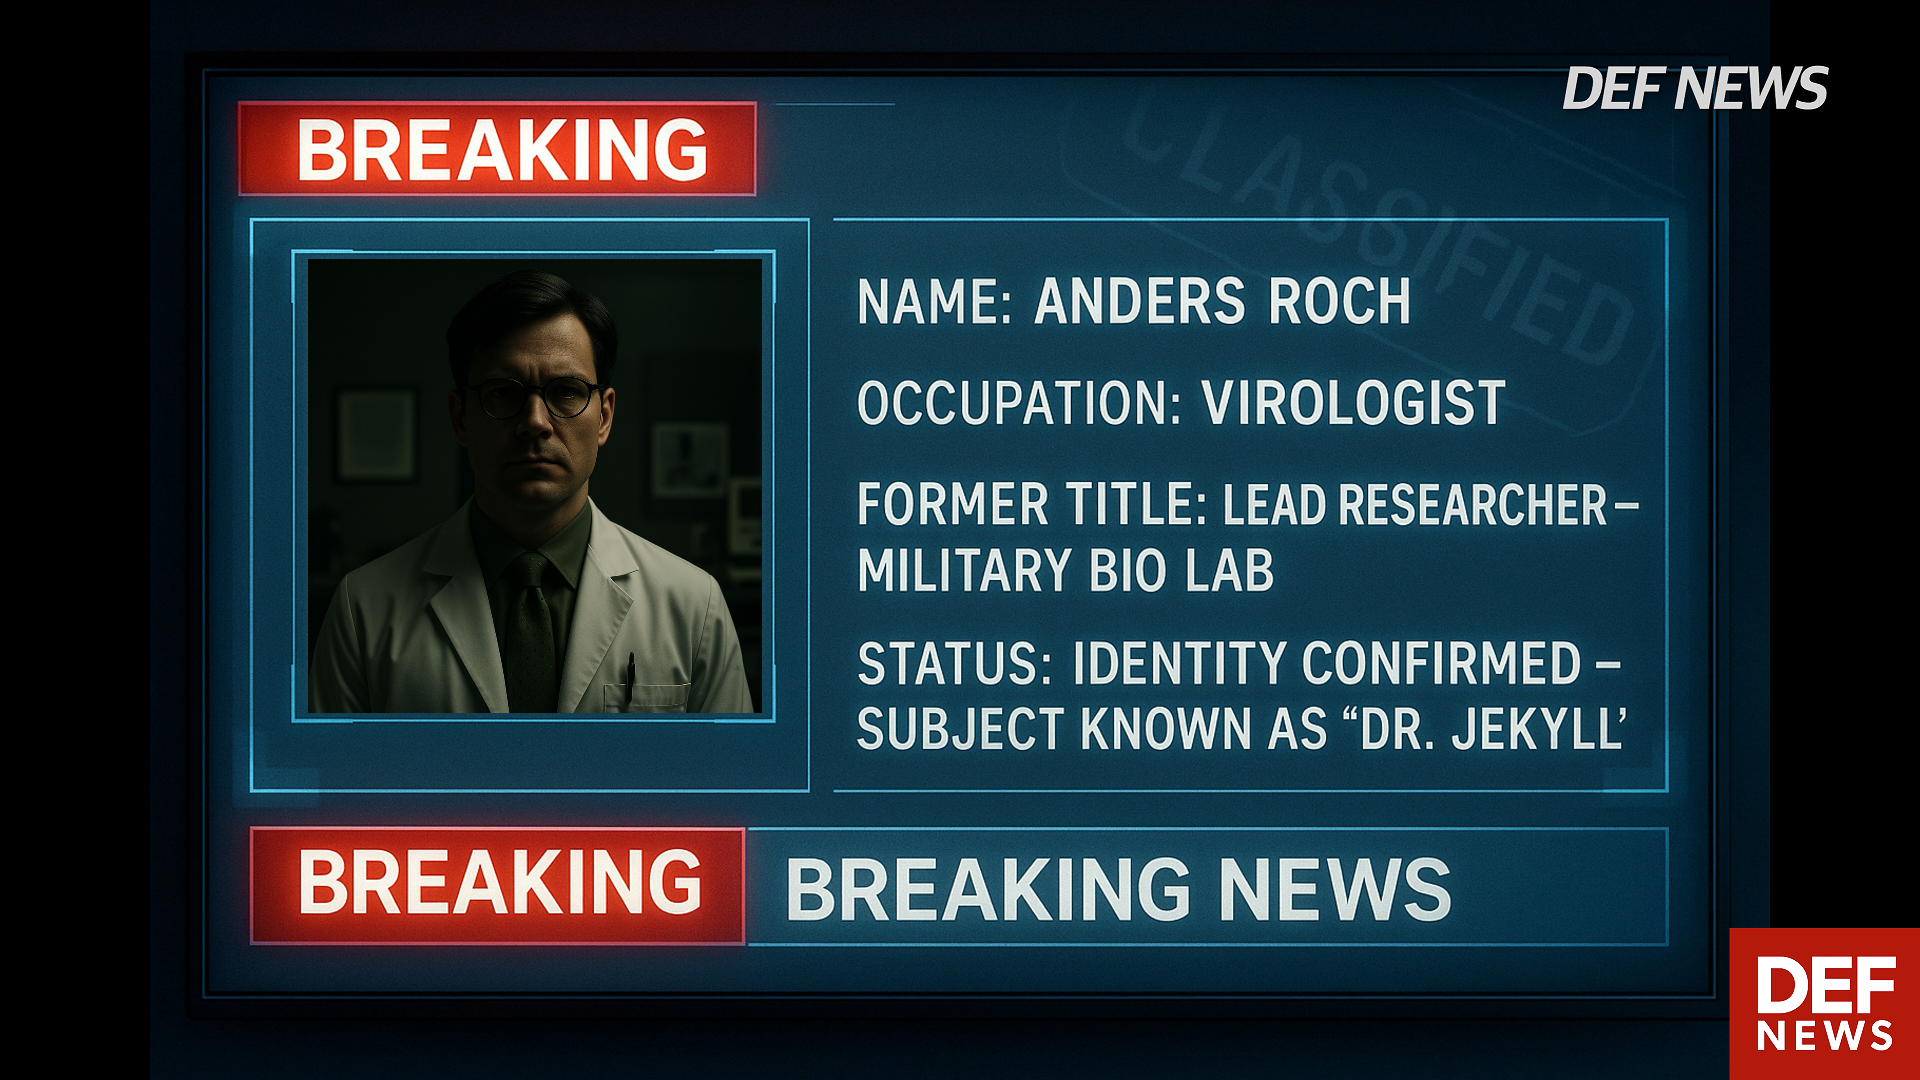 DEF NEWS
BREAKING
CLASSIFIED
NAME: ANDERS ROCH
OCCUPATION: VIROLOGIST
FORMER TITLE: LEAD RESEARCHER–
MILITARY BIO LAB
STATUS: IDENTITY CONFIRMED –
SUBJECT KNOWN AS “DR. JEKYLL’
BREAKING
BREAKING NEWS
DEF
NEWS